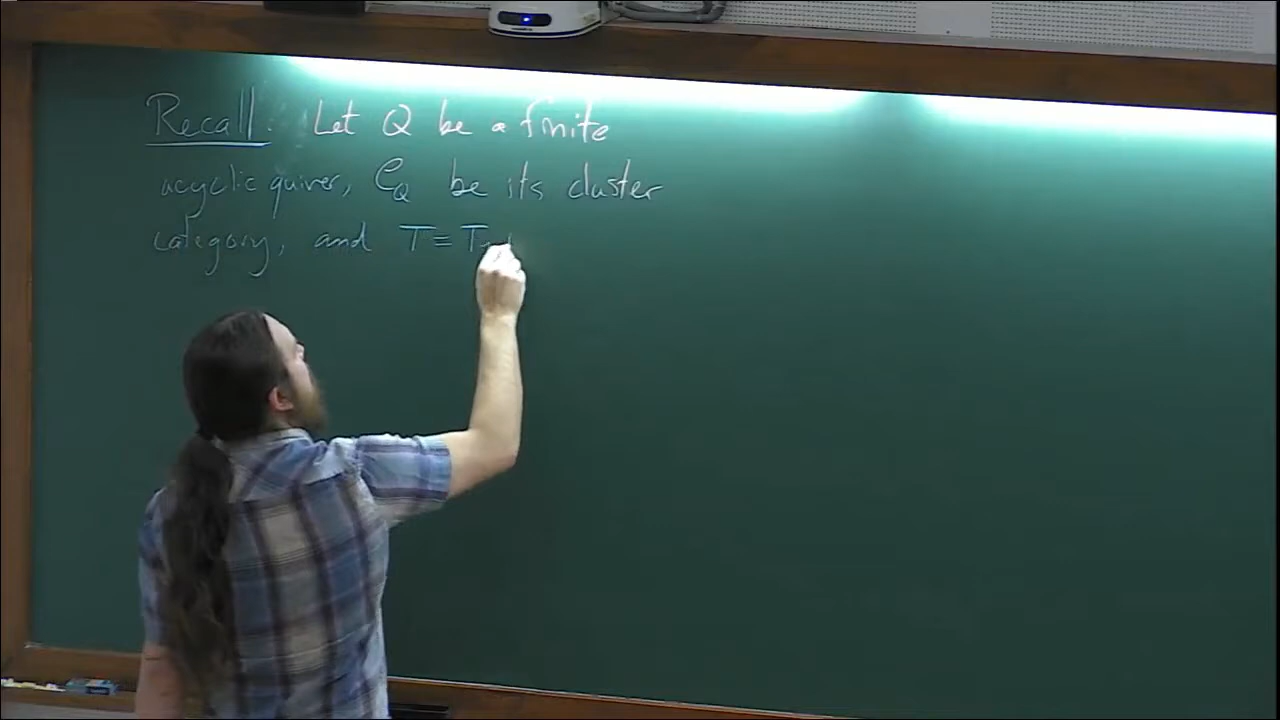 Recall. Let Q be a finite
acyclic quiver, 𝒞_Q be its cluster
category, and T = T